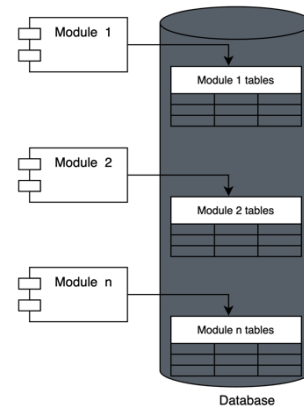 Module 1
Module 1 tables
Module 2
Module 2 tables
Module n
Module n tables
Database